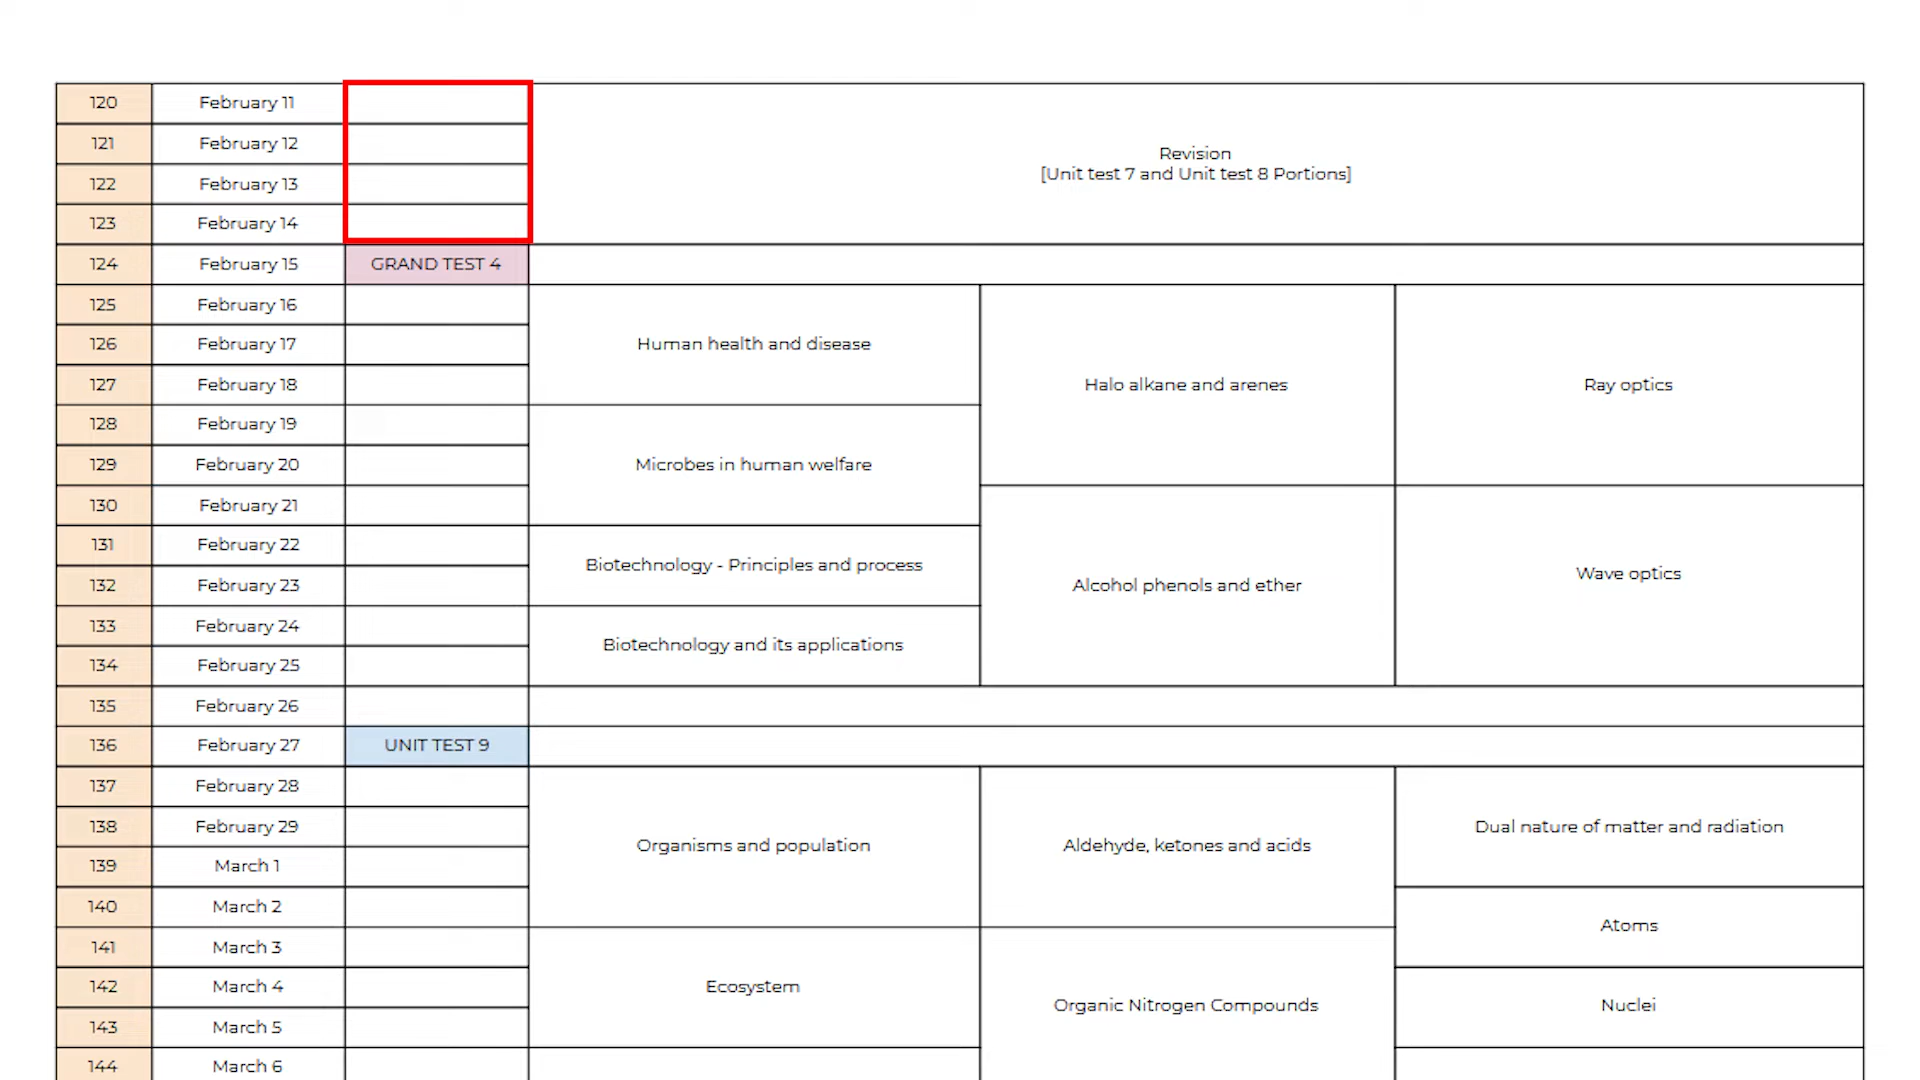 120 February 11
121 February 12
Revision
122 February 13
[Unit test 7 and Unit test 8 Portions]
123 February 14
124 February 15 GRAND TEST 4
125 February 16
126 February 17 Human health and disease
127 February 18 Halo alkane and arenes Ray optics
128 February 19
129 February 20 Microbes in human welfare
130 February 21
131 February 22
Biotechnology - Principles and process
132 February 23 Alcohol phenols and ether Wave optics
133 February 24
Biotechnology and its applications
134 February 25
135 February 26
136 February 27 UNIT TEST 9
137 February 28
138 February 29 Dual nature of matter and radiation
Organisms and population Aldehyde, ketones and acids
139 March 1
140 March 2
Atoms
141 March 3
142 March 4 Ecosystem
Organic Nitrogen Compounds Nuclei
143 March 5
144 March 6